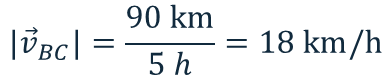 |v⃗_BC| = 90 km / 5 h = 18 km/h